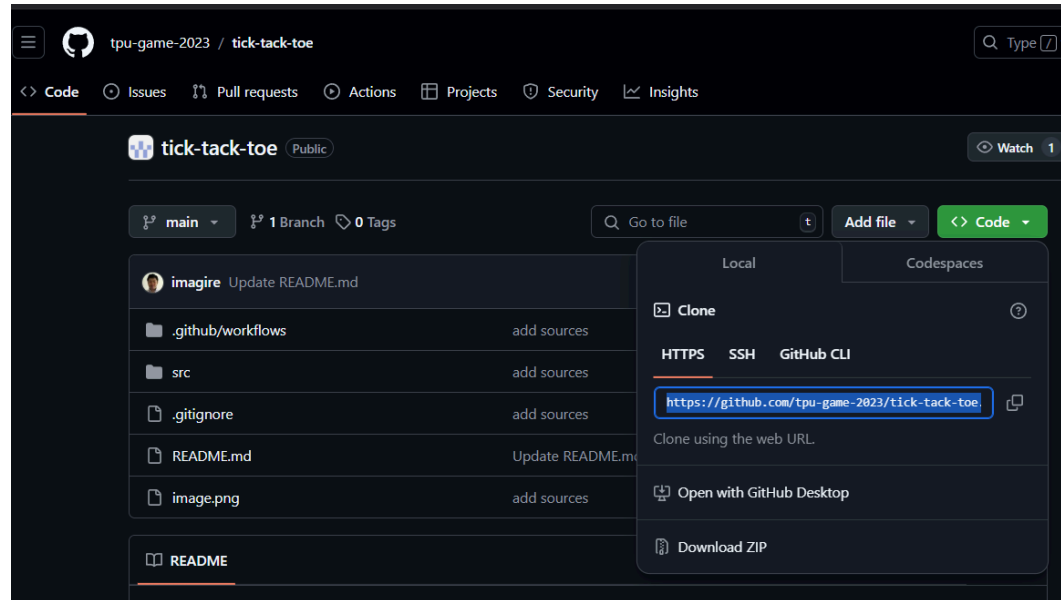 tpu-game-2023 / tick-tack-toe
Type /
Code Issues Pull requests Actions Projects Security Insights
tick-tack-toe Public
Watch 1
main 1 Branch 0 Tags
Go to file t
Add file
Code
Local Codespaces
imagire Update README.md
.github/workflows add sources
src add sources
.gitignore add sources
README.md Update README.m
image.png add sources
Clone
HTTPS SSH GitHub CLI
https://github.com/tpu-game-2023/tick-tack-toe.
Clone using the web URL.
Open with GitHub Desktop
Download ZIP
README